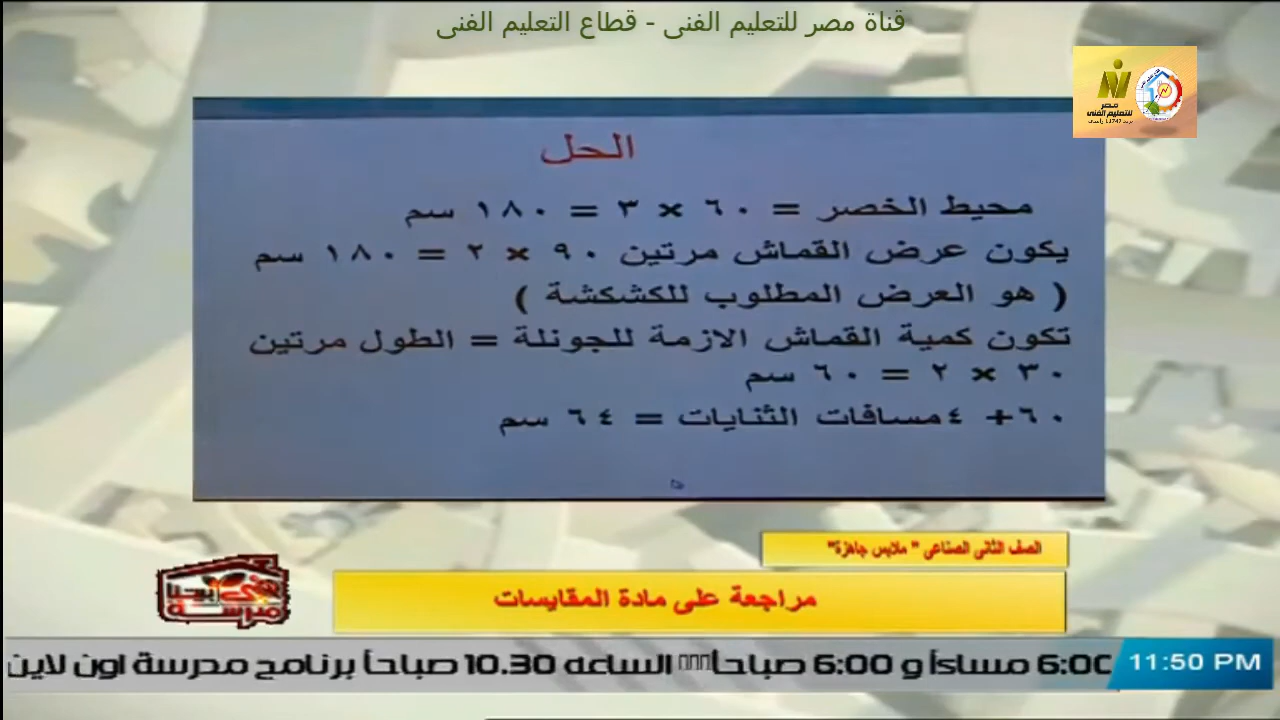 قناة مصر للتعليم الفنى - قطاع التعليم الفنى
مصر
للتعليم الفنى
الحل
محيط الخصر = ٦٠ × ٣ = ١٨٠ سم
يكون عرض القماش مرتين ٩٠ × ٢ = ١٨٠ سم
( هو العرض المطلوب للكشكشة )
تكون كمية القماش الازمة للجونلة = الطول مرتين
٣٠ × ٢ = ٦٠ سم
٦٠+ ٤مسافات الثنايات = ٦٤ سم
الصف الثانى الصناعى " ملابس جاهزة"
مراجعة على مادة المقايسات
مدرسة
6:00 مساءاً و 6:00 صباحاً الساعه 10.30 صباحاً برنامج مدرسة اون لاين
11:50 PM